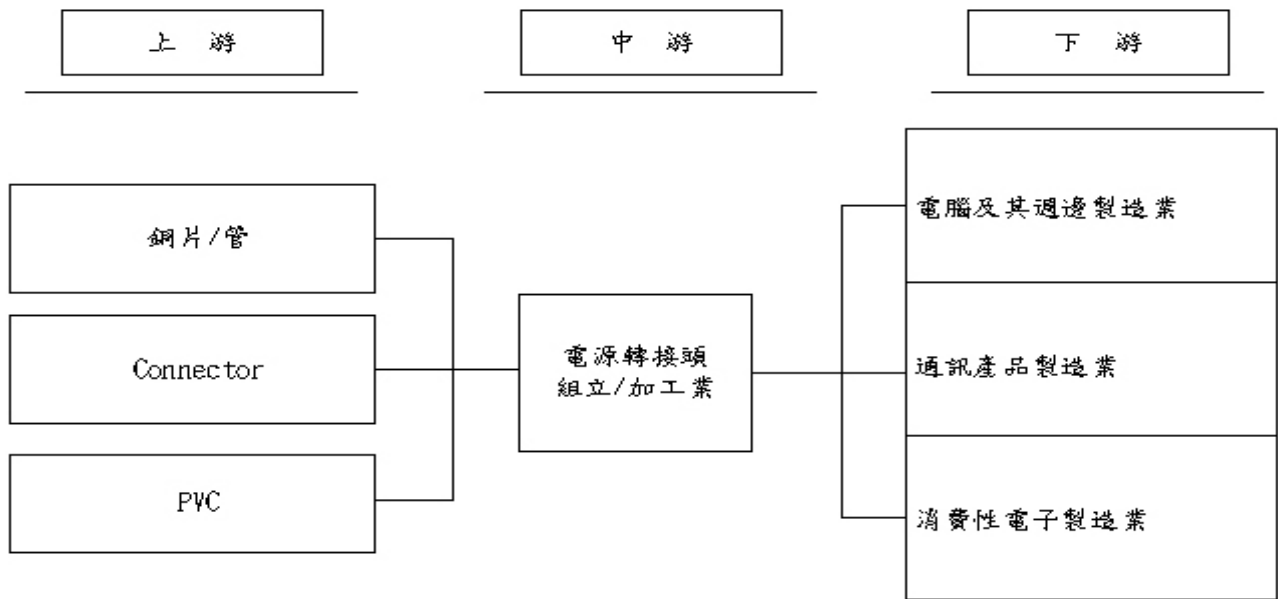 上 游
中 游
下 游
銅片/管
Connector
PVC
電源轉接頭
組立/加工業
電腦及其週邊製造業
通訊產品製造業
消費性電子製造業